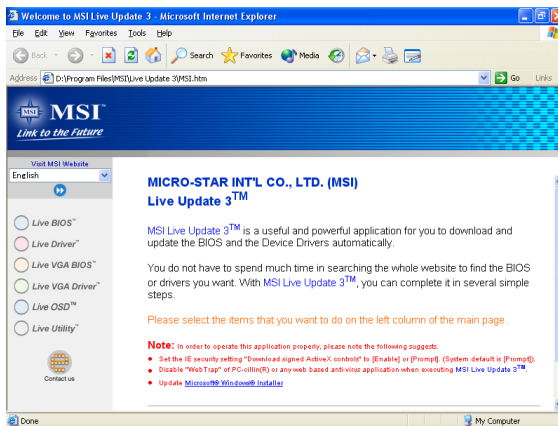 Welcome to MSI Live Update 3 - Microsoft Internet Explorer
File Edit View Favorites Tools Help
Back Search Favorites Media
Address D:\Program Files\MSI\Live Update 3\MSI.htm Go Links
MSI™
Link to the Future
Visit MSI Website
English
Live BIOS™
Live Driver™
Live VGA BIOS™
Live VGA Driver™
Live OSD™
Live Utility™
Contact us
MICRO-STAR INT'L CO., LTD. (MSI)
Live Update 3TM
MSI Live Update 3TM is a useful and powerful application for you to download and
update the BIOS and the Device Drivers automatically.
You do not have to spend much time in searching the whole website to find the BIOS
or drivers you want. With MSI Live Update 3TM, you can complete it in several simple
steps.
Please select the items that you want to do on the left column of the main page.
Note: In order to operate this application properly, please note the following suggests.
Set the IE security setting "Download signed ActiveX controls" to [Enable] or [Prompt]. (System default is [Prompt]).
Disable "WebTrap" of PC-cillin(R) or any web based anti-virus application when executing MSI Live Update 3TM.
Update Microsoft® Windows® Installer
Done My Computer